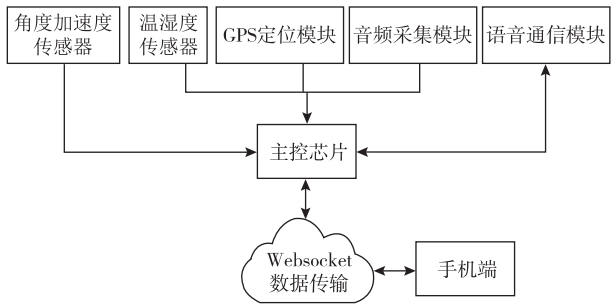 角度加速度
传感器
温湿度
传感器
GPS定位模块
音频采集模块
语音通信模块
主控芯片
Websocket
数据传输
手机端